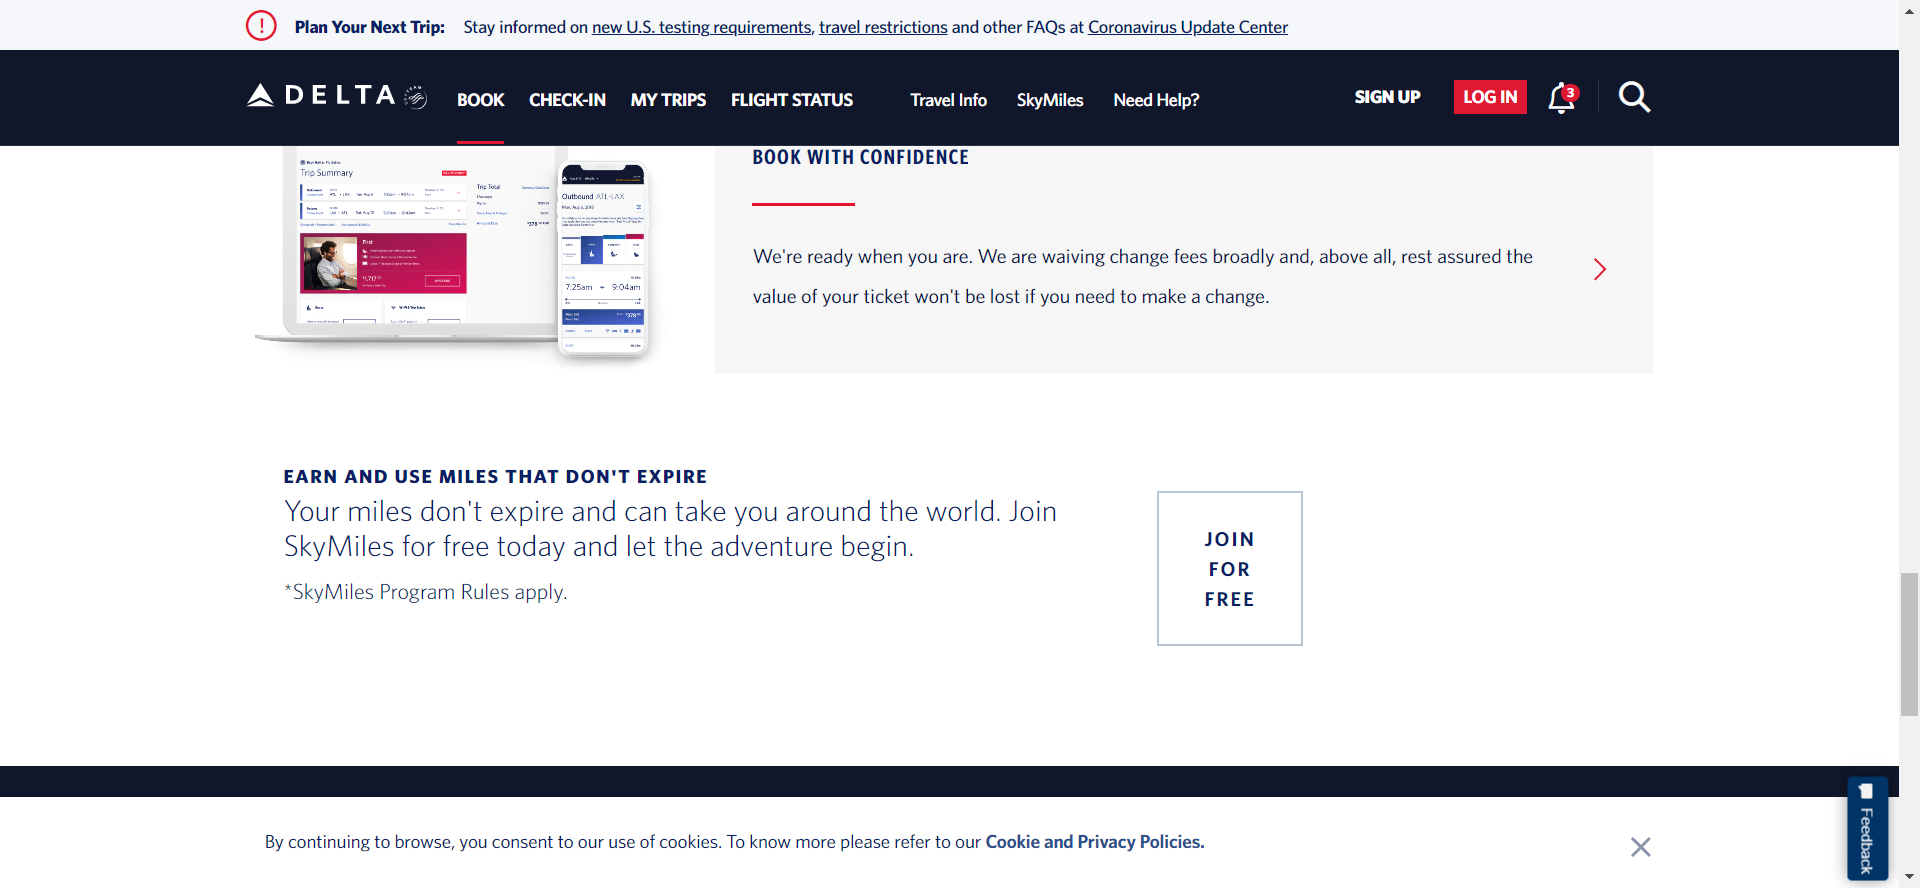 Plan Your Next Trip: Stay informed on new U.S. testing requirements, travel restrictions and other FAQs at Coronavirus Update Center
DELTA
BOOK CHECK-IN MY TRIPS FLIGHT STATUS Travel Info SkyMiles Need Help? SIGN UP LOG IN 3
Trip Summary
Trip Total
First
Outbound ATL-LAX
7:25am 9:04am
BOOK WITH CONFIDENCE
We're ready when you are. We are waiving change fees broadly and, above all, rest assured the
value of your ticket won't be lost if you need to make a change.
EARN AND USE MILES THAT DON'T EXPIRE
Your miles don't expire and can take you around the world. Join
SkyMiles for free today and let the adventure begin.
*SkyMiles Program Rules apply.
JOIN
FOR
FREE
Feedback
By continuing to browse, you consent to our use of cookies. To know more please refer to our Cookie and Privacy Policies.